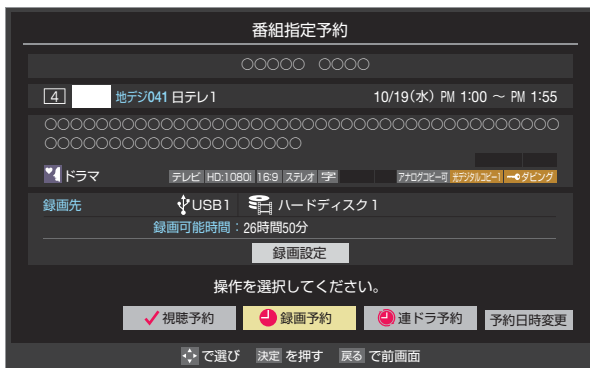 番組指定予約
○○○○○ ○○○○
4 地デジ041 日テレ1 10/19(水) PM 1:00 ～ PM 1:55
○○○○○○○○○○○○○○○○○○○○○○○○○○○○○○○○○○○○○○
○○○○○○○○○○○○○○○○○○○
ドラマ テレビ HD:1080i 16:9 ステレオ 字 アナログコピー可 光デジタルコピー1 ダビング
録画先 USB1 ハードディスク1
録画可能時間：26時間50分
録画設定
操作を選択してください。
視聴予約 録画予約 連ドラ予約 予約日時変更
で選び 決定 を押す 戻る で前画面